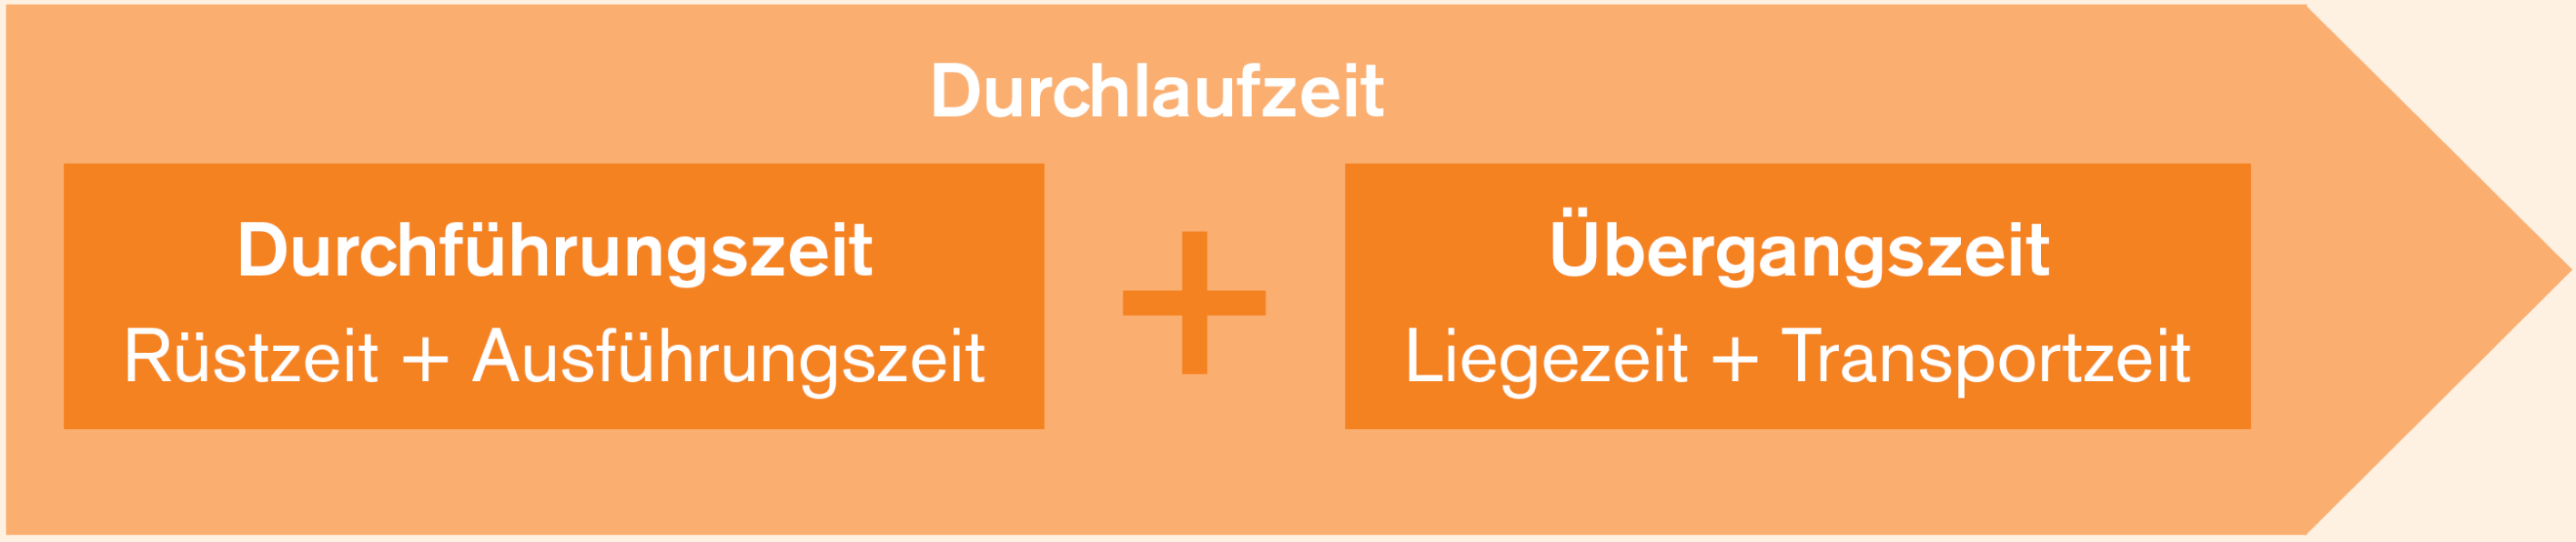 Durchlaufzeit
Durchführungszeit
Rüstzeit + Ausführungszeit
+
Übergangszeit
Liegezeit + Transportzeit